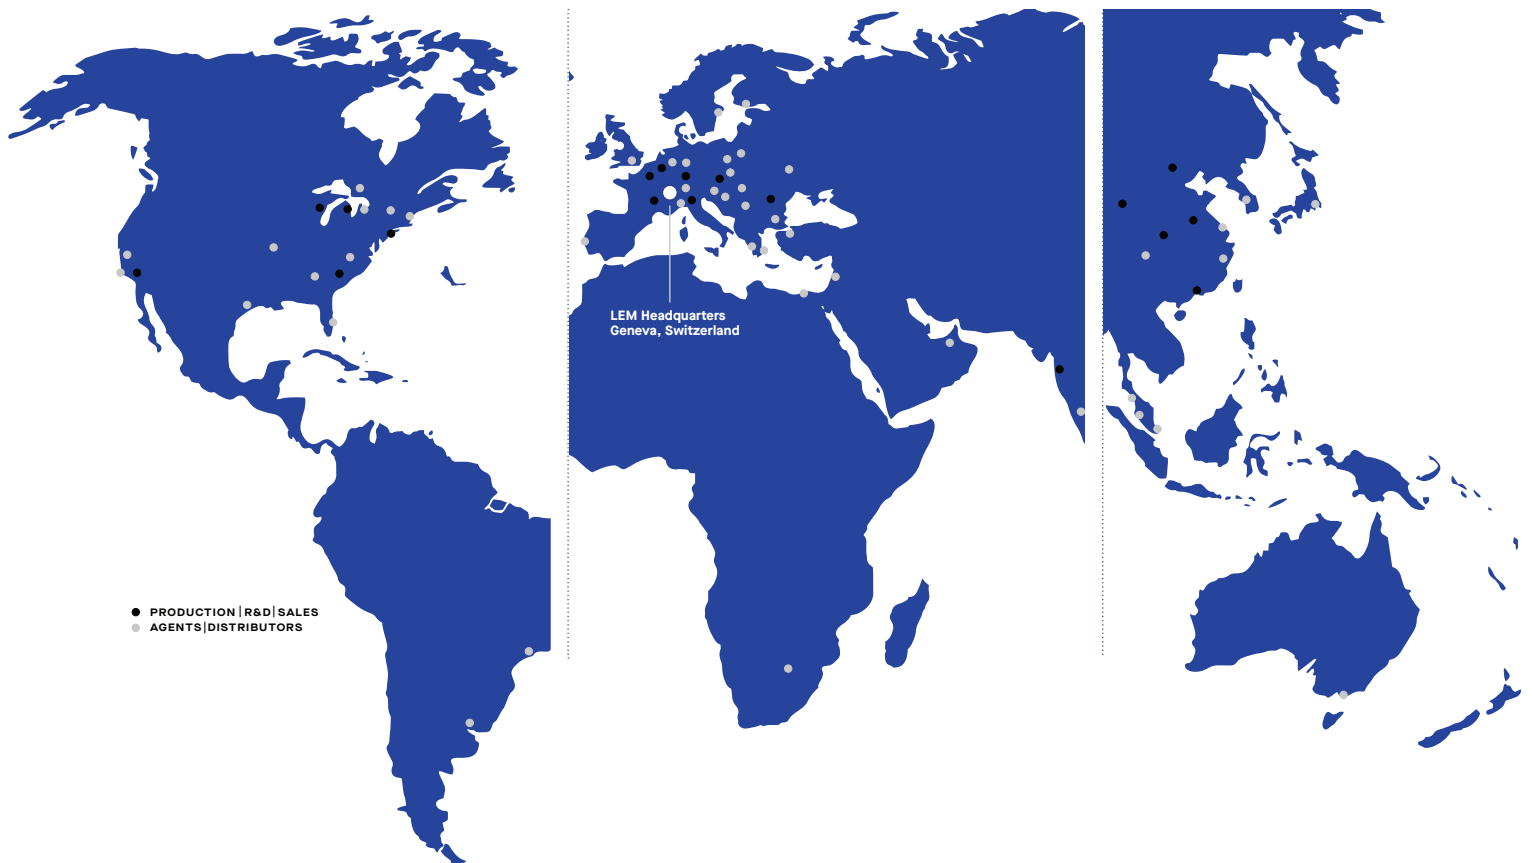 LEM Headquarters
Geneva, Switzerland
PRODUCTION | R&D | SALES
AGENTS | DISTRIBUTORS